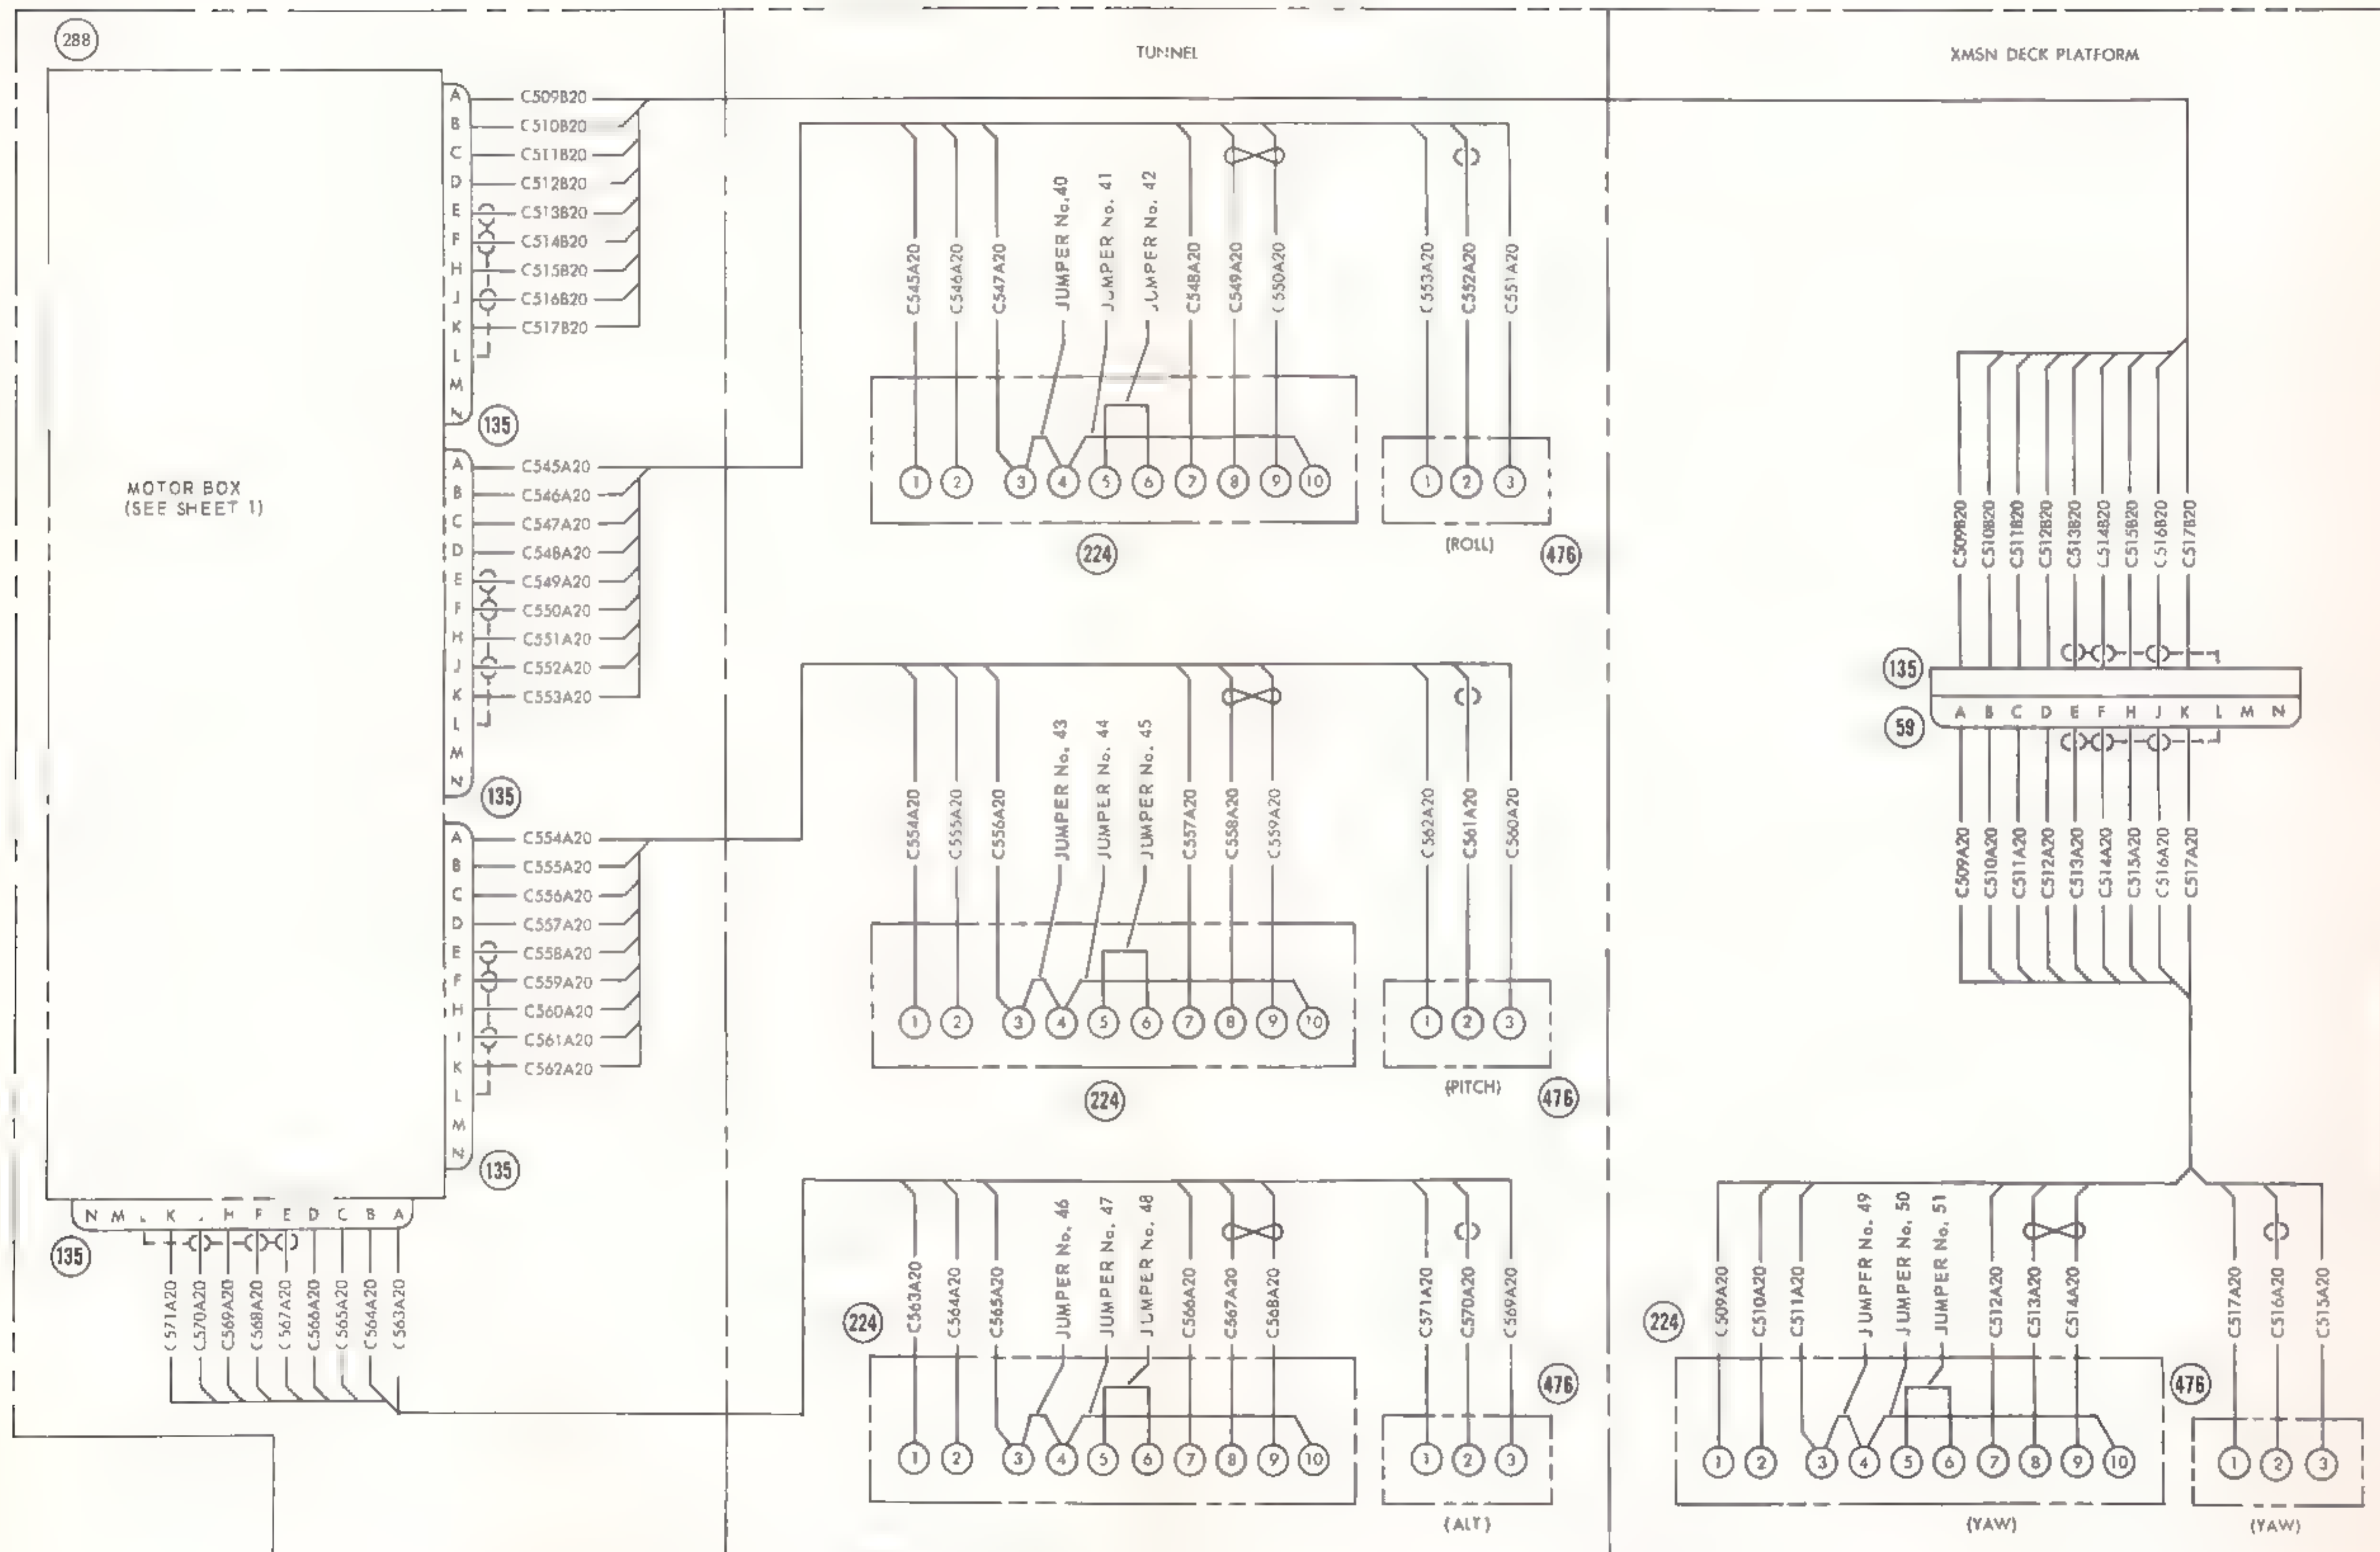 288
TUNNEL
XMSN DECK PLATFORM
MOTOR BOX
(SEE SHEET 1)
A C509B20
B C510B20
C C511B20
D C512B20
E C513B20
F C514B20
H C515B20
J C516B20
K C517B20
L
M
N
135
A C545A20
B C546A20
C C547A20
D C548A20
E C549A20
F C550A20
H C551A20
J C552A20
K C553A20
L
M
N
135
A C554A20
B C555A20
C C556A20
D C557A20
E C558A20
F C559A20
H C560A20
C561A20
K C562A20
L
M
N
135
N M K H F E D C B A
135
C571A20
C570A20
C569A20
C568A20
C567A20
C566A20
C565A20
C564A20
C563A20
C545A20
C546A20
C547A20
JUMPER No. 40
JUMPER No. 41
JUMPER No. 42
C548A20
C549A20
C550A20
C553A20
C552A20
C551A20
1 2 3 4 5 6 7 8 9 10
1 2 3
224
(ROLL)
476
C554A20
C555A20
C556A20
JUMPER No. 43
JUMPER No. 44
JUMPER No. 45
C557A20
C558A20
C559A20
C562A20
C561A20
C560A20
1 2 3 4 5 6 7 8 9 10
1 2 3
224
(PITCH)
476
C563A20
C564A20
C565A20
JUMPER No. 46
JUMPER No. 47
JUMPER No. 48
C566A20
C567A20
C568A20
C571A20
C570A20
C569A20
224
476
1 2 3 4 5 6 7 8 9 10
1 2 3
(ALT)
C509B20
C510B20
C511B20
C512B20
C513B20
C514B20
C515B20
C516B20
C517B20
135
59
A B C D E F H J K L M N
C509A20
C510A20
C511A20
C512A20
C513A20
C514A20
C515A20
C516A20
C517A20
C509A20
C510A20
C511A20
JUMPER No. 49
JUMPER No. 50
JUMPER No. 51
C512A20
C513A20
C514A20
C517A20
C516A20
C515A20
224
476
1 2 3 4 5 6 7 8 9 10
1 2 3
(YAW)
(YAW)